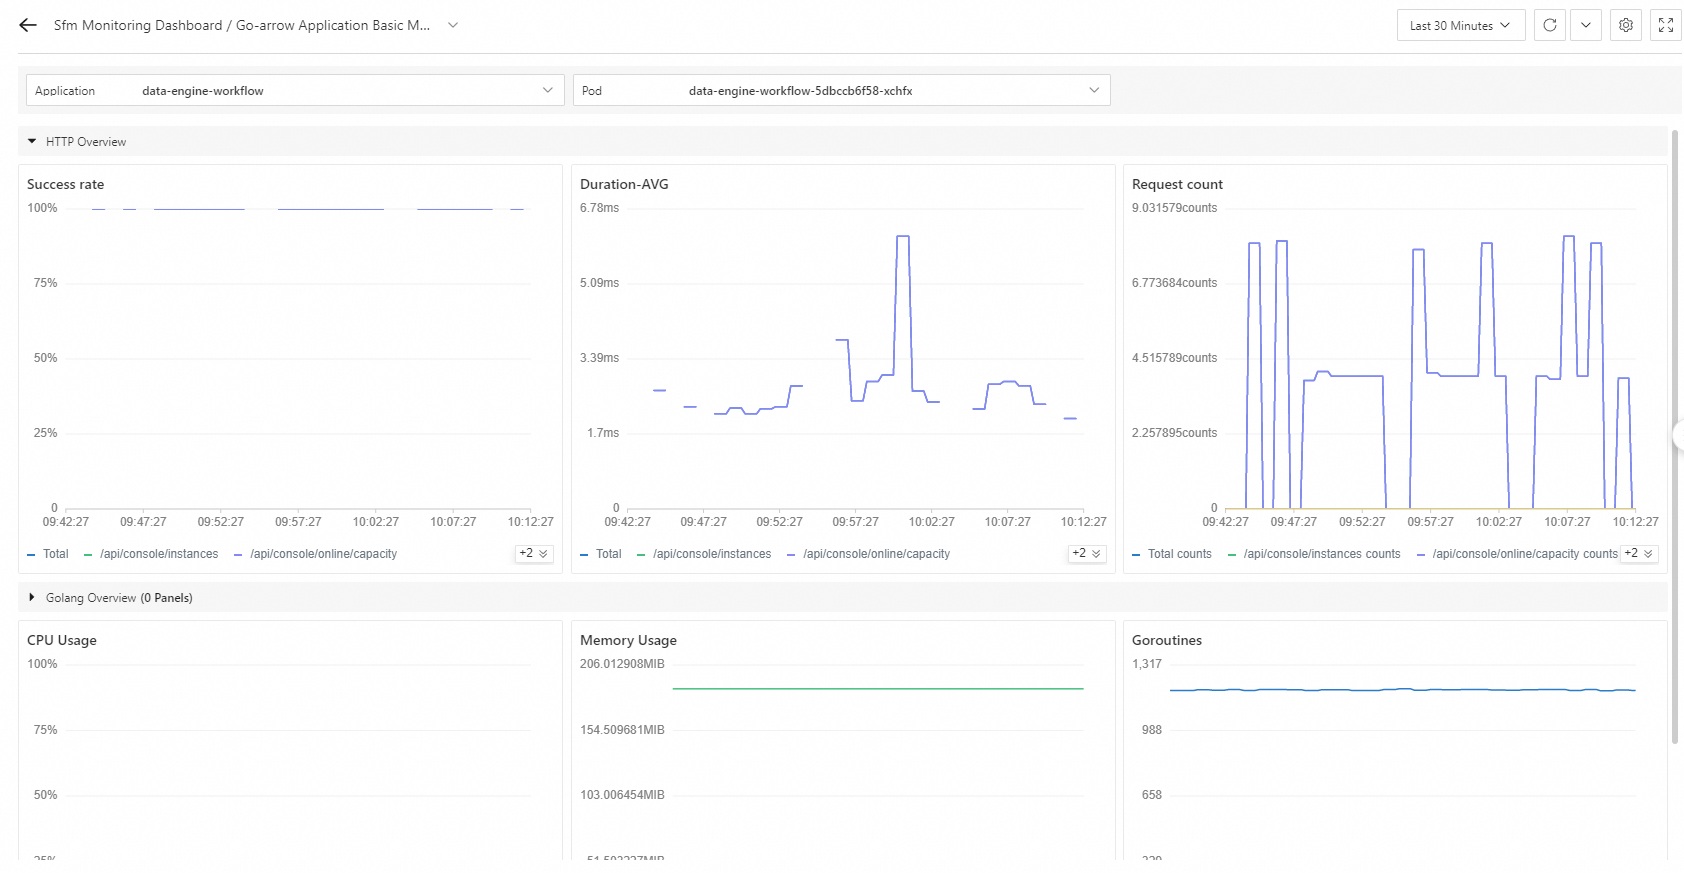 Sfm Monitoring Dashboard / Go-arrow Application Basic M...
Last 30 Minutes
Application data-engine-workflow
Pod data-engine-workflow-5dbccb6f58-xchfx
HTTP Overview
Success rate
100%
75%
50%
25%
0
09:42:27 09:47:27 09:52:27 09:57:27 10:02:27 10:07:27 10:12:27
Total /api/console/instances /api/console/online/capacity +2
Duration-AVG
6.78ms
5.09ms
3.39ms
1.7ms
0
09:42:27 09:47:27 09:52:27 09:57:27 10:02:27 10:07:27 10:12:27
Total /api/console/instances /api/console/online/capacity +2
Request count
9.031579counts
6.773684counts
4.515789counts
2.257895counts
0
09:42:27 09:47:27 09:52:27 09:57:27 10:02:27 10:07:27 10:12:27
Total counts /api/console/instances counts /api/console/online/capacity counts +2
Golang Overview (0 Panels)
CPU Usage
100%
75%
50%
Memory Usage
206.012908MIB
154.509681MIB
103.006454MIB
Goroutines
1,317
988
658